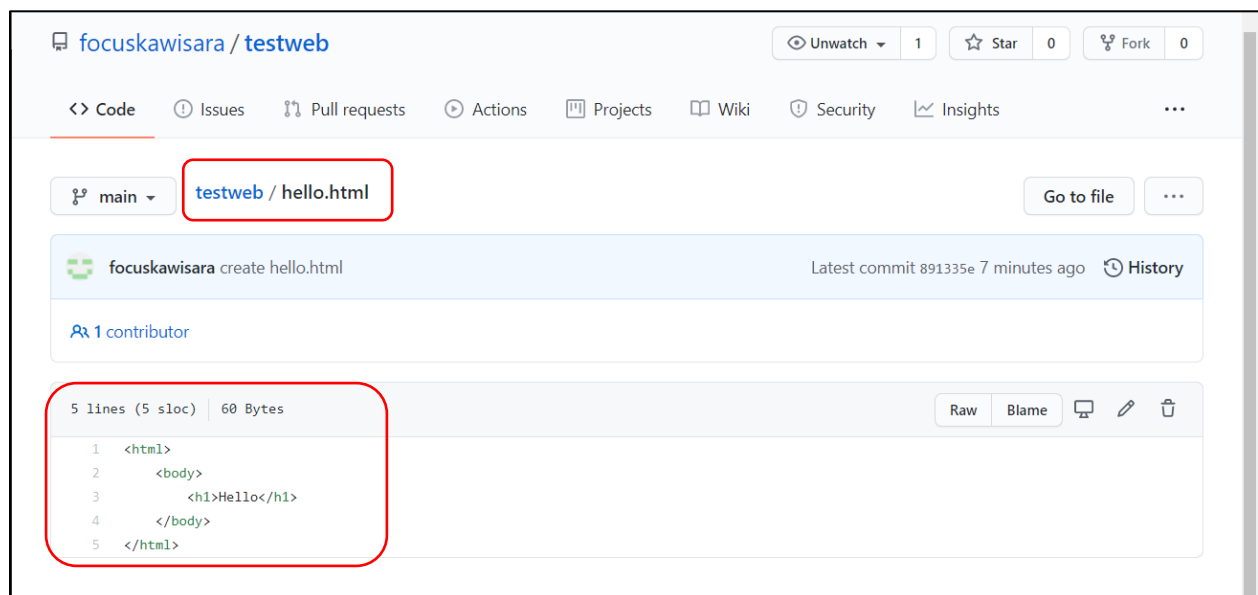 focuskawisara / testweb
Unwatch 1 Star 0 Fork 0
<> Code Issues Pull requests Actions Projects Wiki Security Insights ...
main testweb / hello.html Go to file ...
focuskawisara create hello.html Latest commit 891335e 7 minutes ago History
1 contributor
5 lines (5 sloc) 60 Bytes Raw Blame
1 <html>
2 <body>
3 <h1>Hello</h1>
4 </body>
5 </html>